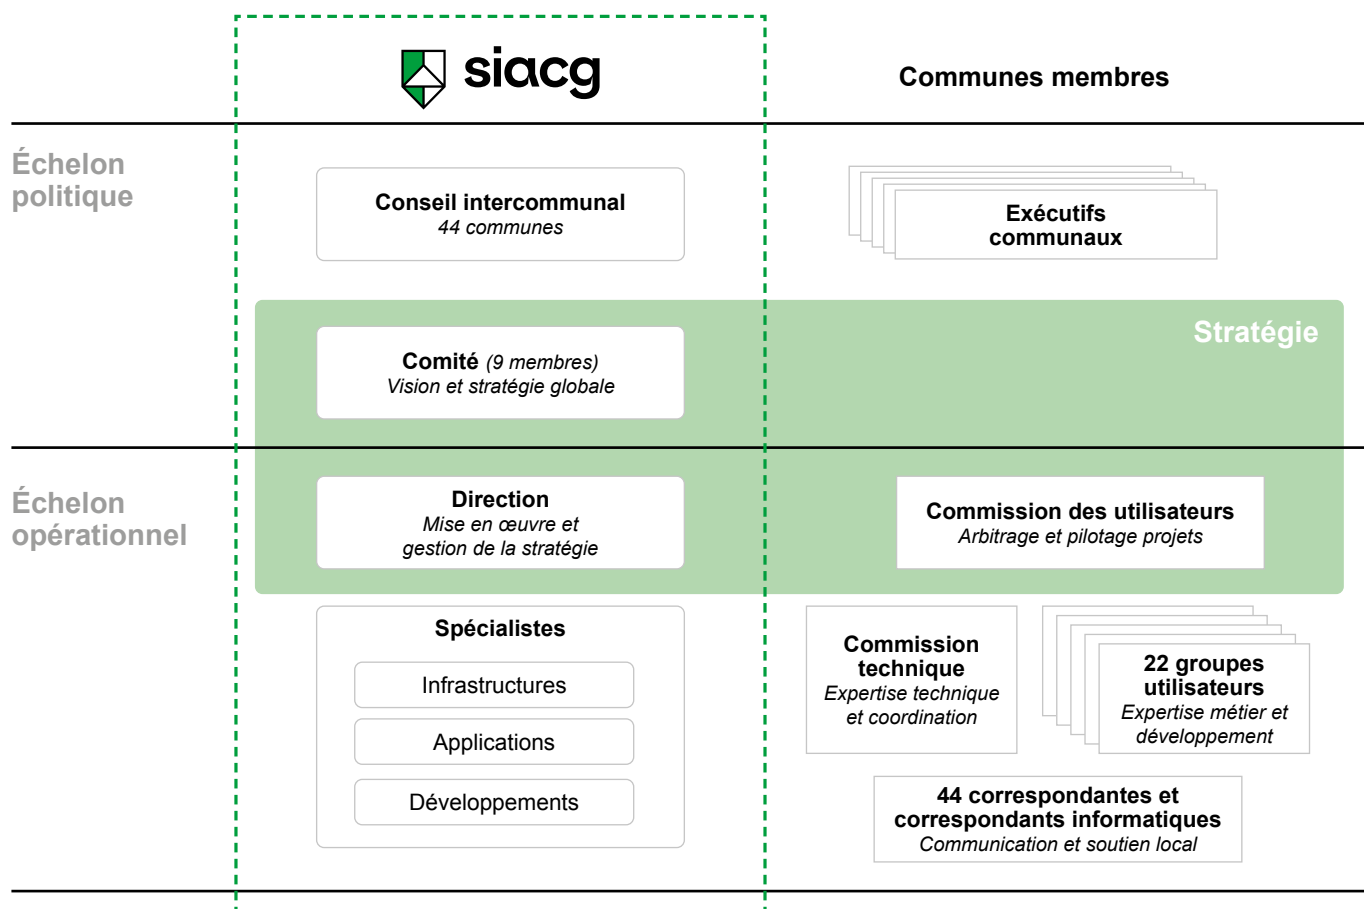 siacg
Communes membres
Échelon
politique
Conseil intercommunal
44 communes
Exécutifs
communaux
Stratégie
Comité (9 membres)
Vision et stratégie globale
Échelon
opérationnel
Direction
Mise en œuvre et
gestion de la stratégie
Commission des utilisateurs
Arbitrage et pilotage projets
Spécialistes
Infrastructures
Applications
Développements
Commission
technique
Expertise technique
et coordination
22 groupes
utilisateurs
Expertise métier et
développement
44 correspondantes et
correspondants informatiques
Communication et soutien local